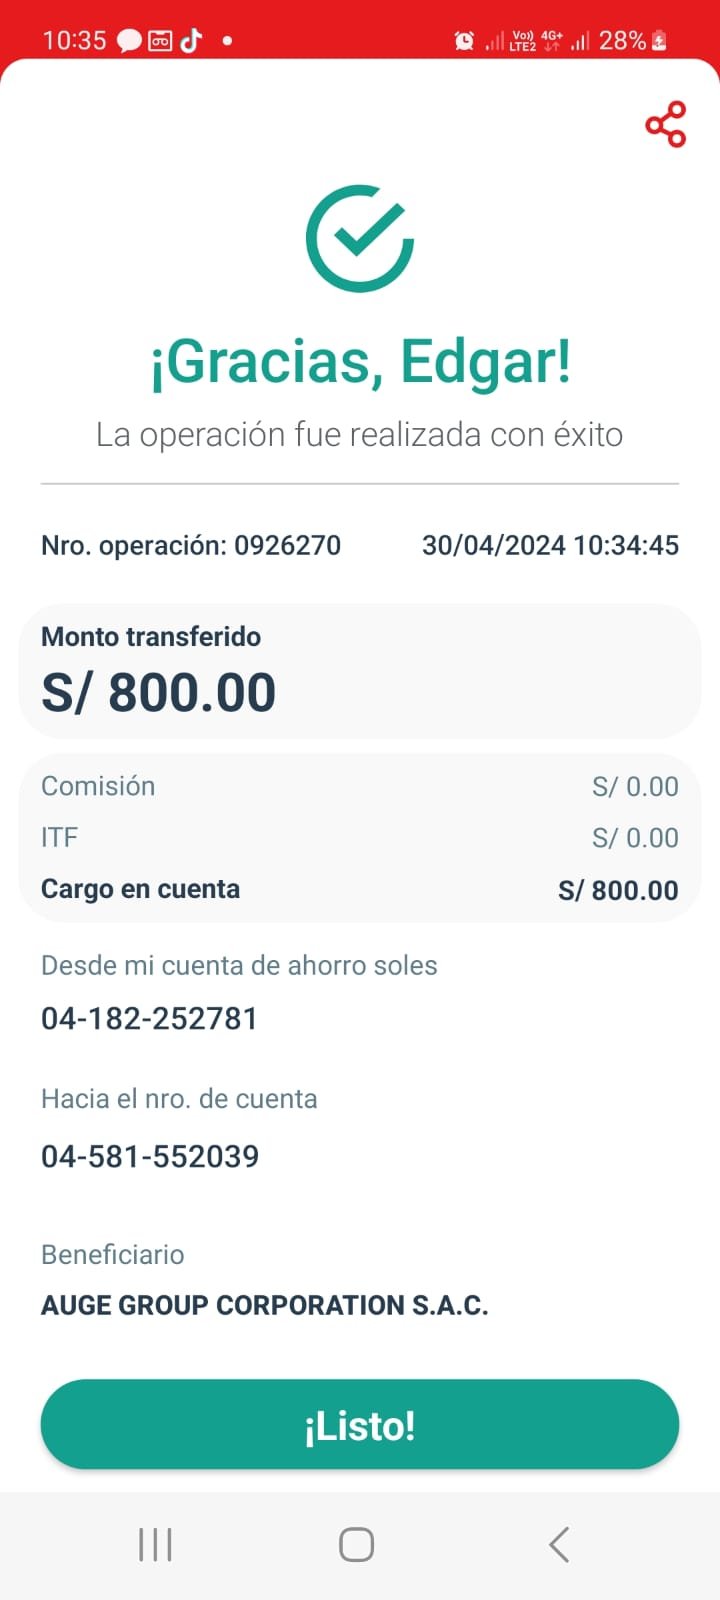 10:35
Vo)) 4G+ 28%
LTE2
¡Gracias, Edgar!
La operación fue realizada con éxito
Nro. operación: 0926270 30/04/2024 10:34:45
Monto transferido
S/ 800.00
Comisión S/ 0.00
ITF S/ 0.00
Cargo en cuenta S/ 800.00
Desde mi cuenta de ahorro soles
04-182-252781
Hacia el nro. de cuenta
04-581-552039
Beneficiario
AUGE GROUP CORPORATION S.A.C.
¡Listo!